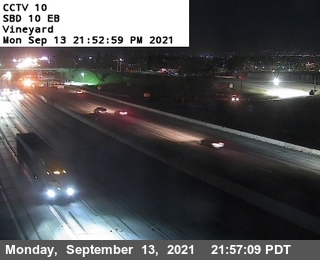 CCTV 10
SBD 10 EB
Vineyard
Mon Sep 13 21:52:59 PM 2021
Monday, September 13, 2021 21:57:09 PDT